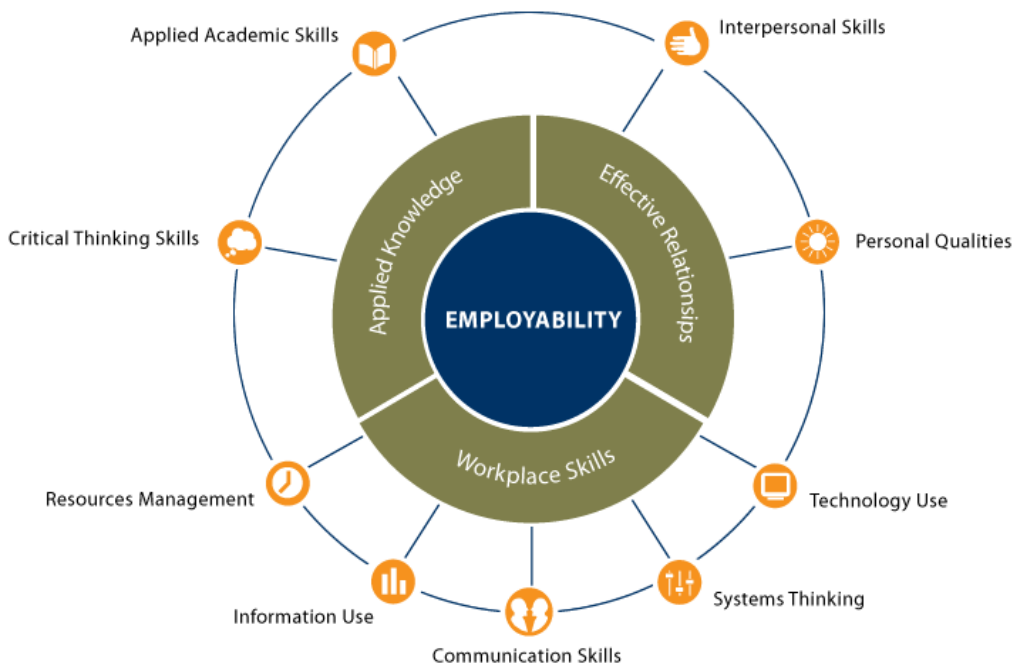 Applied Academic Skills
Interpersonal Skills
Applied Knowledge
Effective Relationsips
Critical Thinking Skills
Personal Qualities
EMPLOYABILITY
Workplace Skills
Resources Management
Technology Use
Information Use
Systems Thinking
Communication Skills